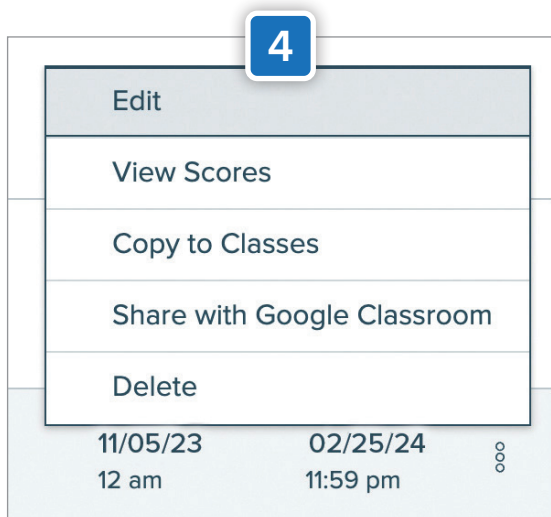 4
Edit
View Scores
Copy to Classes
Share with Google Classroom
Delete
11/05/23 02/25/24
12 am 11:59 pm